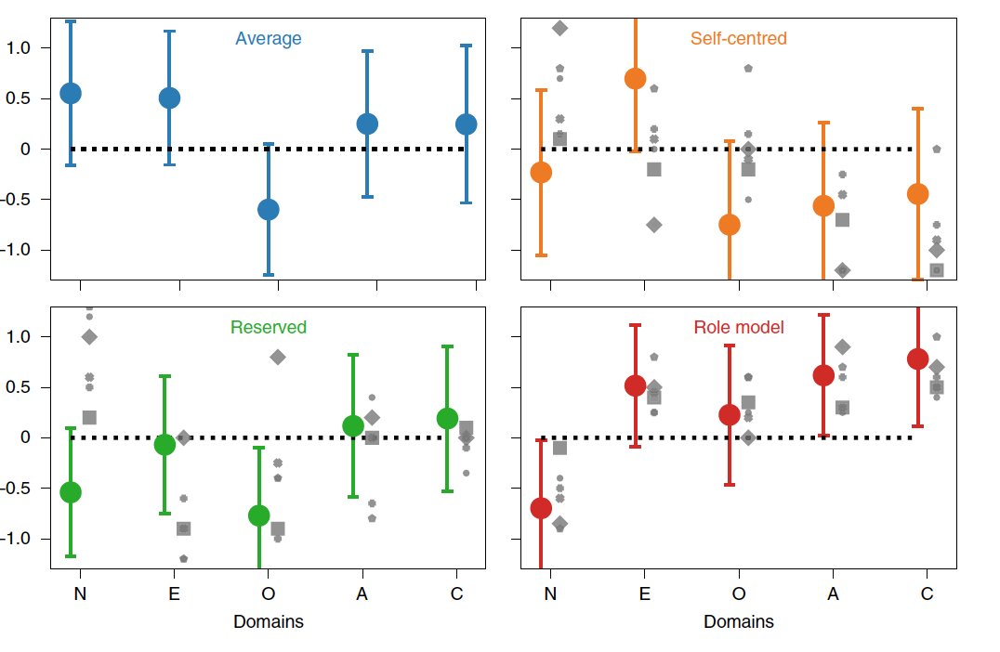 Average
1.0
0.5
0
-0.5
-1.0
Self-centred
Reserved
1.0
0.5
0
-0.5
-1.0
N E O A C
Domains
Role model
N E O A C
Domains